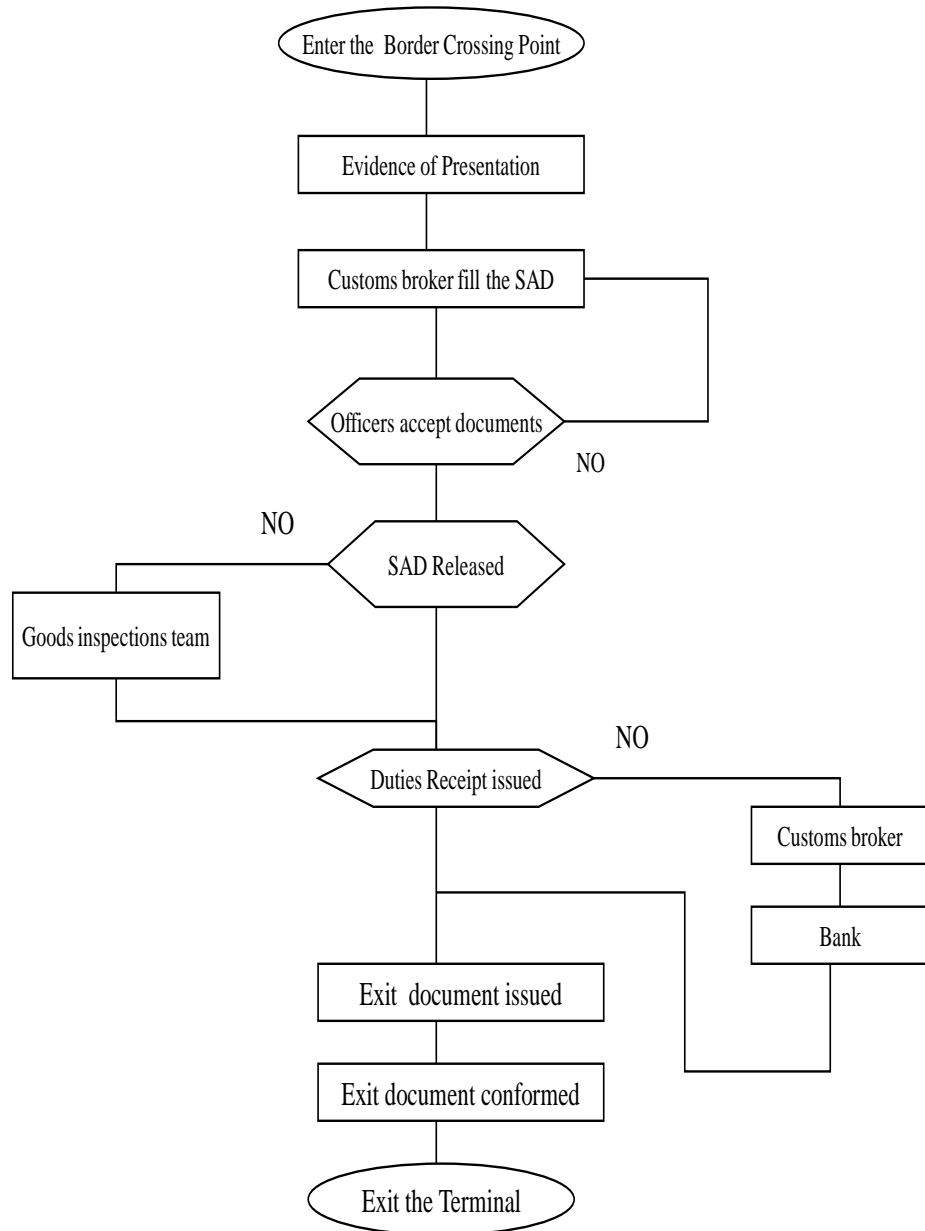 Enter the Border Crossing Point
Evidence of Presentation
Customs broker fill the SAD
Officers accept documents
NO
NO
SAD Released
Goods inspections team
NO
Duties Receipt issued
Customs broker
Bank
Exit document issued
Exit document conformed
Exit the Terminal